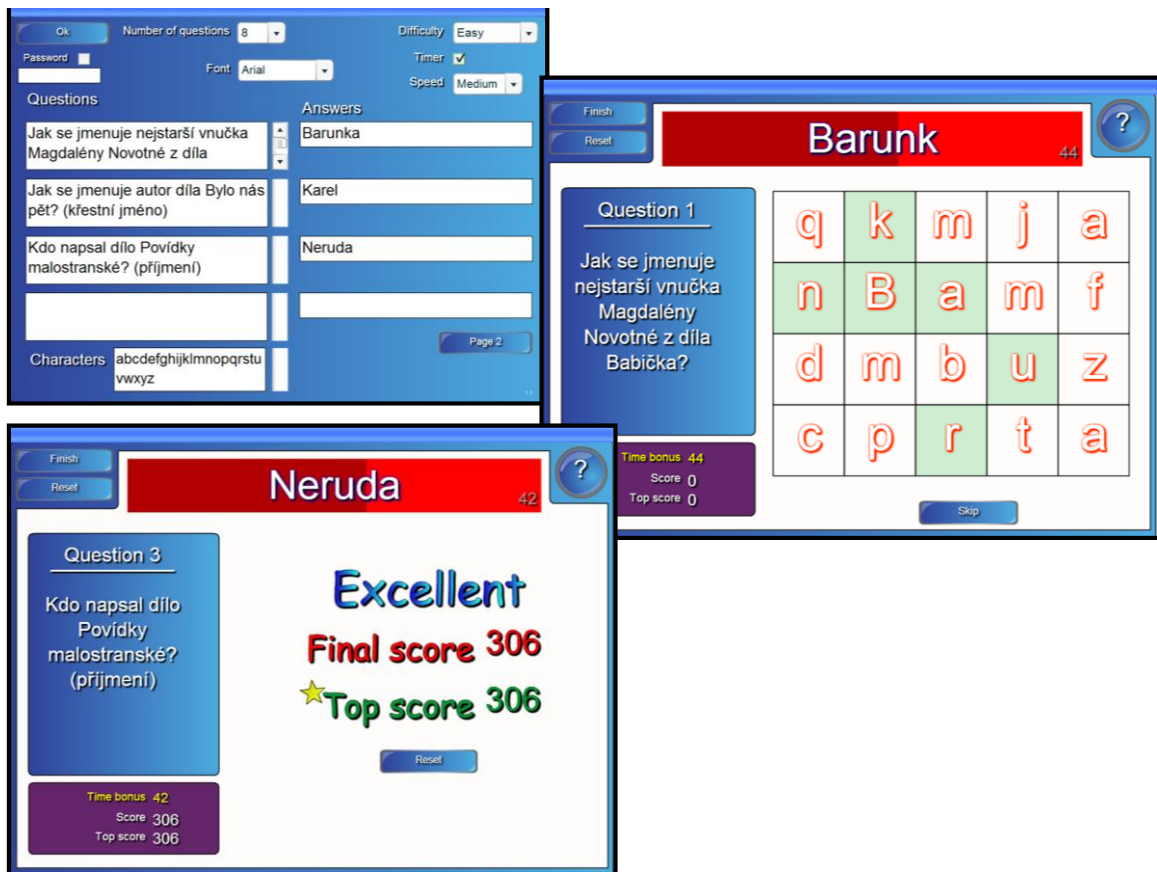 Ok
Number of questions 8
Difficulty Easy
Password
Font Arial
Timer
Speed Medium
Questions
Answers
Jak se jmenuje nejstarší vnučka
Magdalény Novotné z díla
Barunka
Jak se jmenuje autor díla Bylo nás
pět? (křestní jméno)
Karel
Kdo napsal dílo Povídky
malostranské? (příjmení)
Neruda
Page 2
Characters
abcdefghijklmnopqrstu
vwxyz
Finish
Reset
Barunk
44
?
Question 1
Jak se jmenuje
nejstarší vnučka
Magdalény
Novotné z díla
Babička?
q k m j a
n B a m f
d m b u z
c p r t a
Time bonus 44
Score 0
Top score 0
Skip
Finish
Reset
Neruda
42
?
Question 3
Kdo napsal dílo
Povídky
malostranské?
(příjmení)
Excellent
Final score 306
Top score 306
Reset
Time bonus 42
Score 306
Top score 306